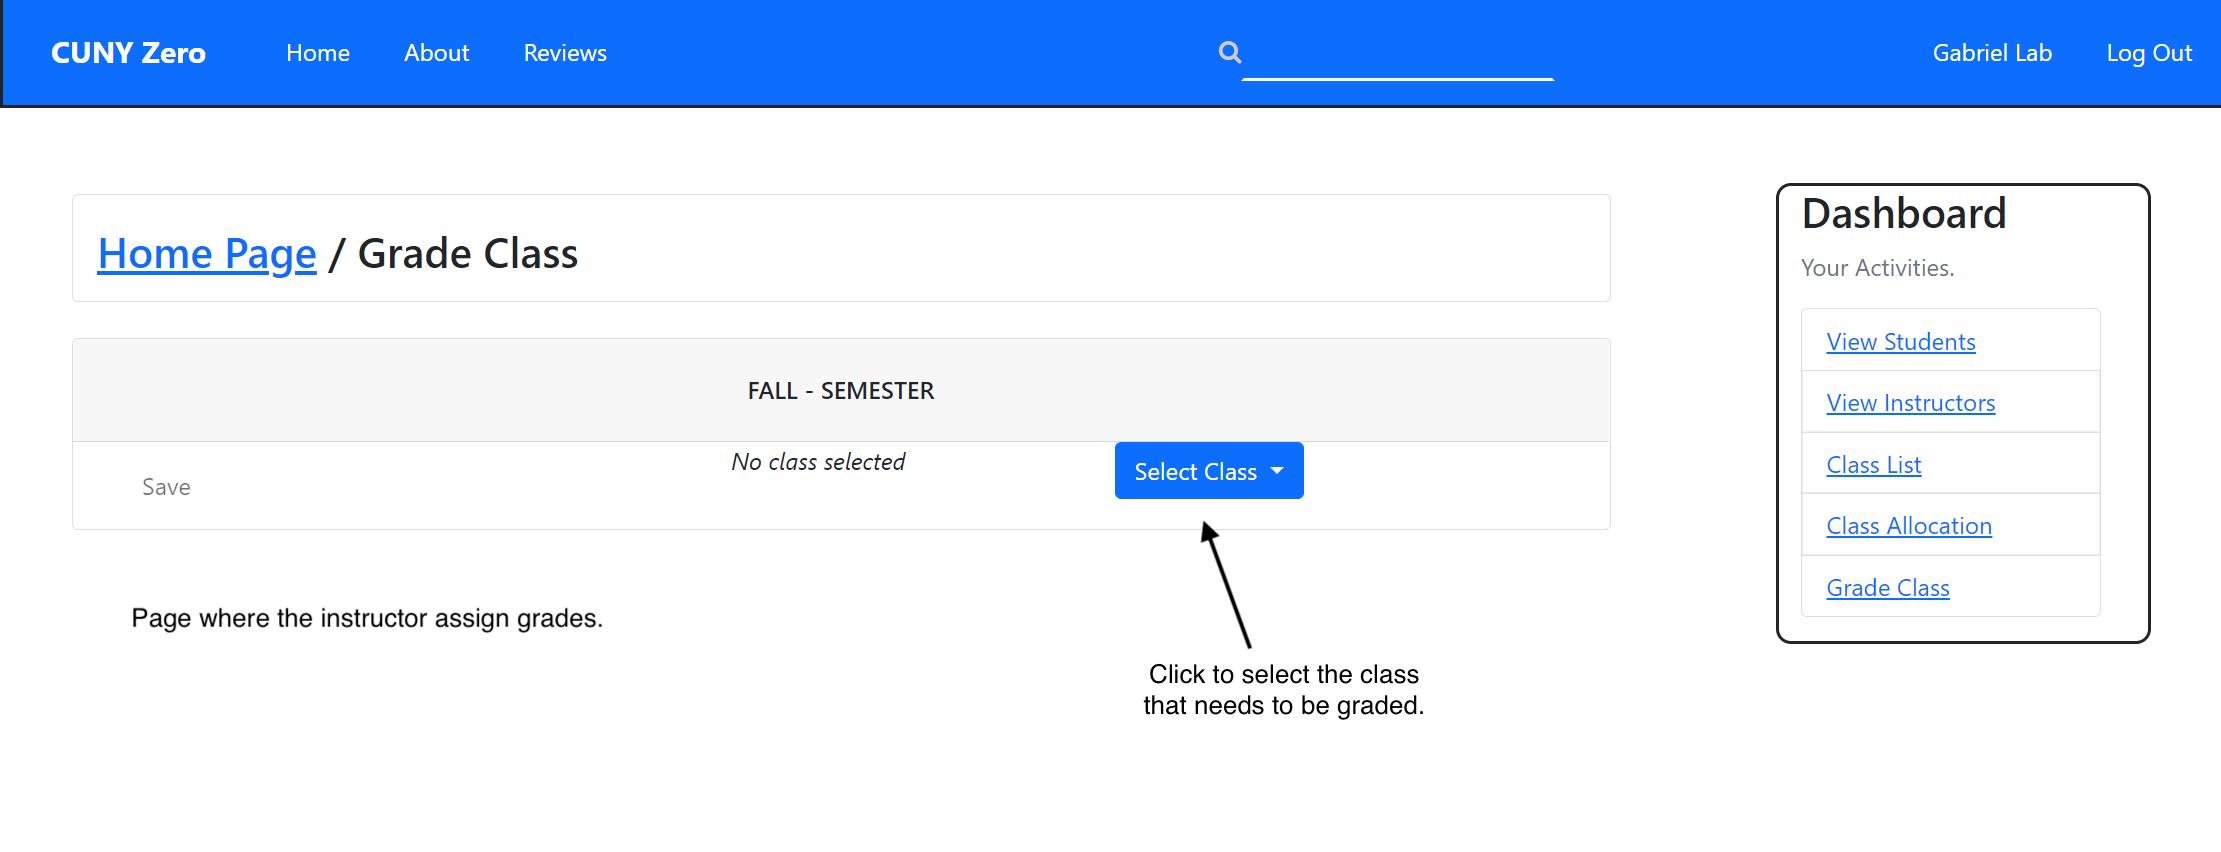 CUNY Zero Home About Reviews Gabriel Lab Log Out
Home Page / Grade Class
FALL - SEMESTER
No class selected
Select Class
Save
Page where the instructor assign grades.
Click to select the class
that needs to be graded.
Dashboard
Your Activities.
View Students
View Instructors
Class List
Class Allocation
Grade Class